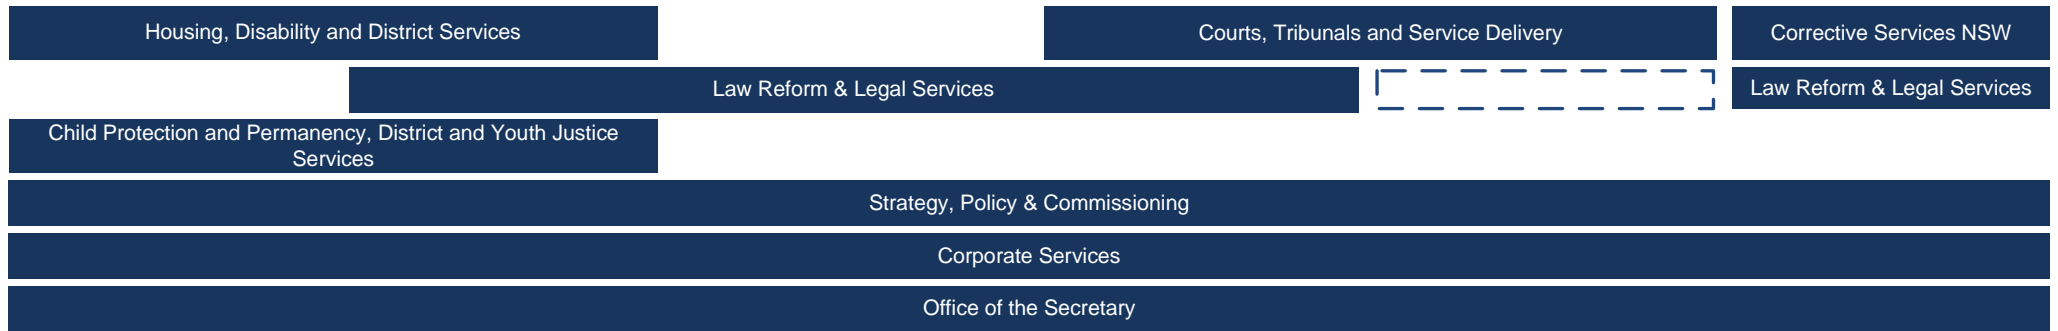 Housing, Disability and District Services
Courts, Tribunals and Service Delivery
Corrective Services NSW
Law Reform & Legal Services
Law Reform & Legal Services
Child Protection and Permanency, District and Youth Justice
Services
Strategy, Policy & Commissioning
Corporate Services
Office of the Secretary